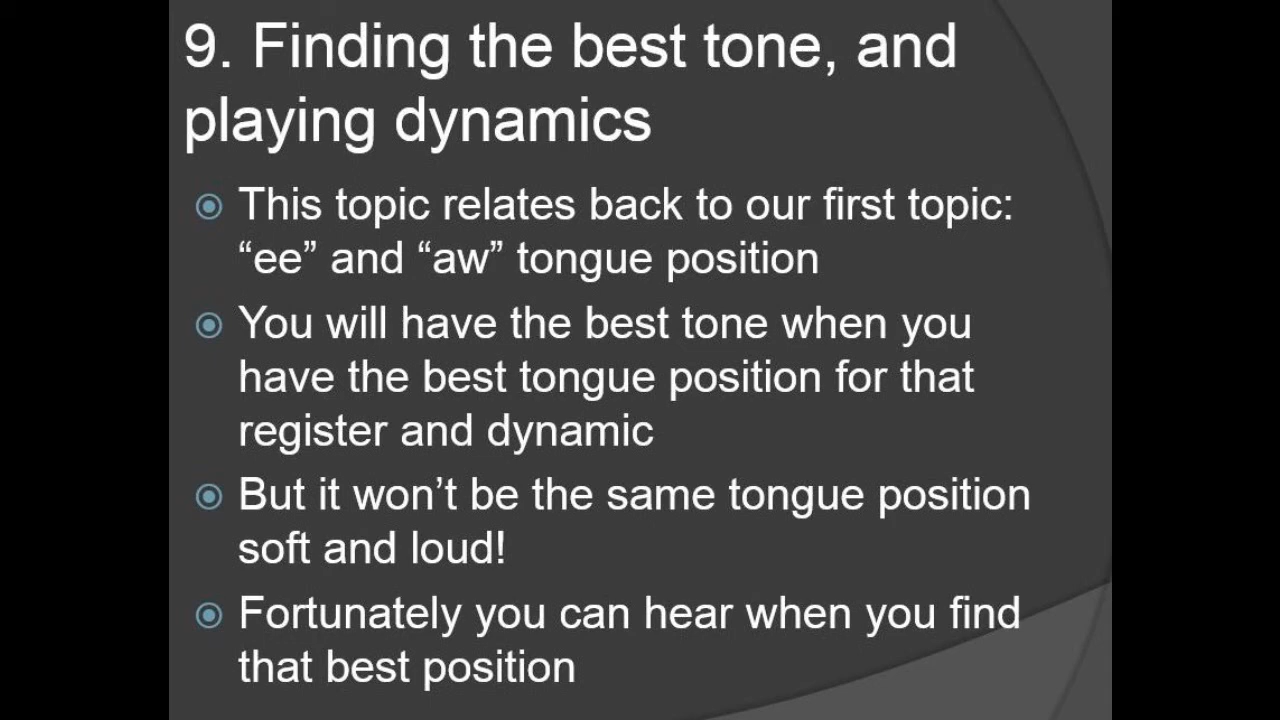 9. Finding the best tone, and
playing dynamics
This topic relates back to our first topic:
“ee” and “aw” tongue position
You will have the best tone when you
have the best tongue position for that
register and dynamic
But it won’t be the same tongue position
soft and loud!
Fortunately you can hear when you find
that best position